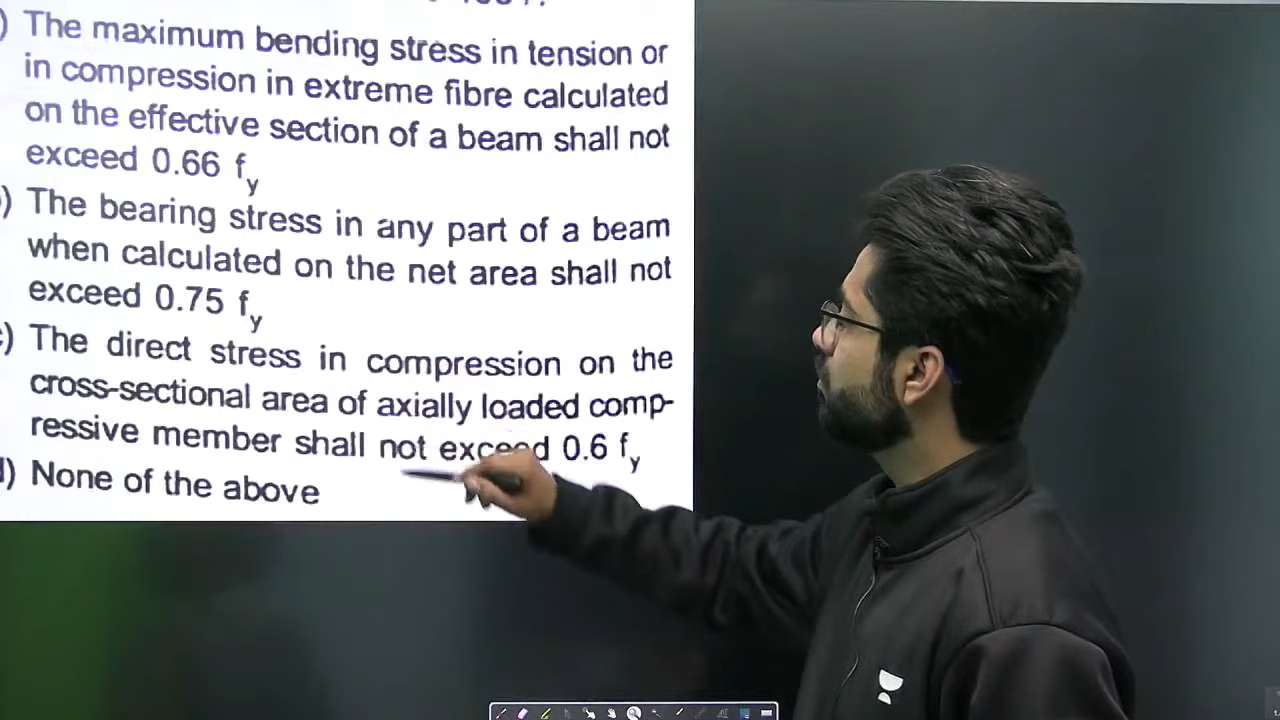 ) The maximum bending stress in tension or
in compression in extreme fibre calculated
on the effective section of a beam shall not
exceed 0.66 fy
) The bearing stress in any part of a beam
when calculated on the net area shall not
exceed 0.75 fy
) The direct stress in compression on the
cross-sectional area of axially loaded comp-
ressive member shall not exceed 0.6 fy
d) None of the above